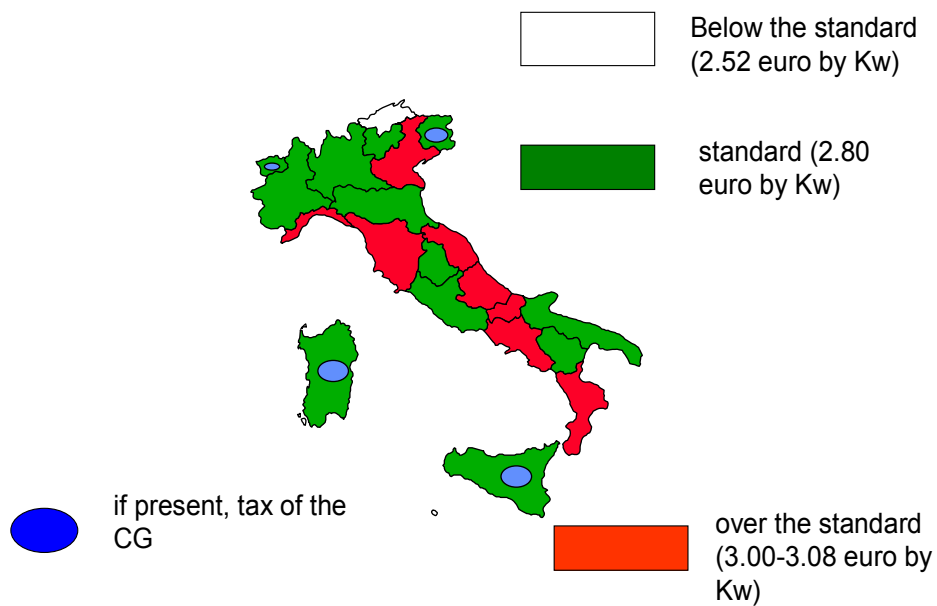 Below the standard
(2.52 euro by Kw)
standard (2.80
euro by Kw)
if present, tax of the
CG
over the standard
(3.00-3.08 euro by
Kw)